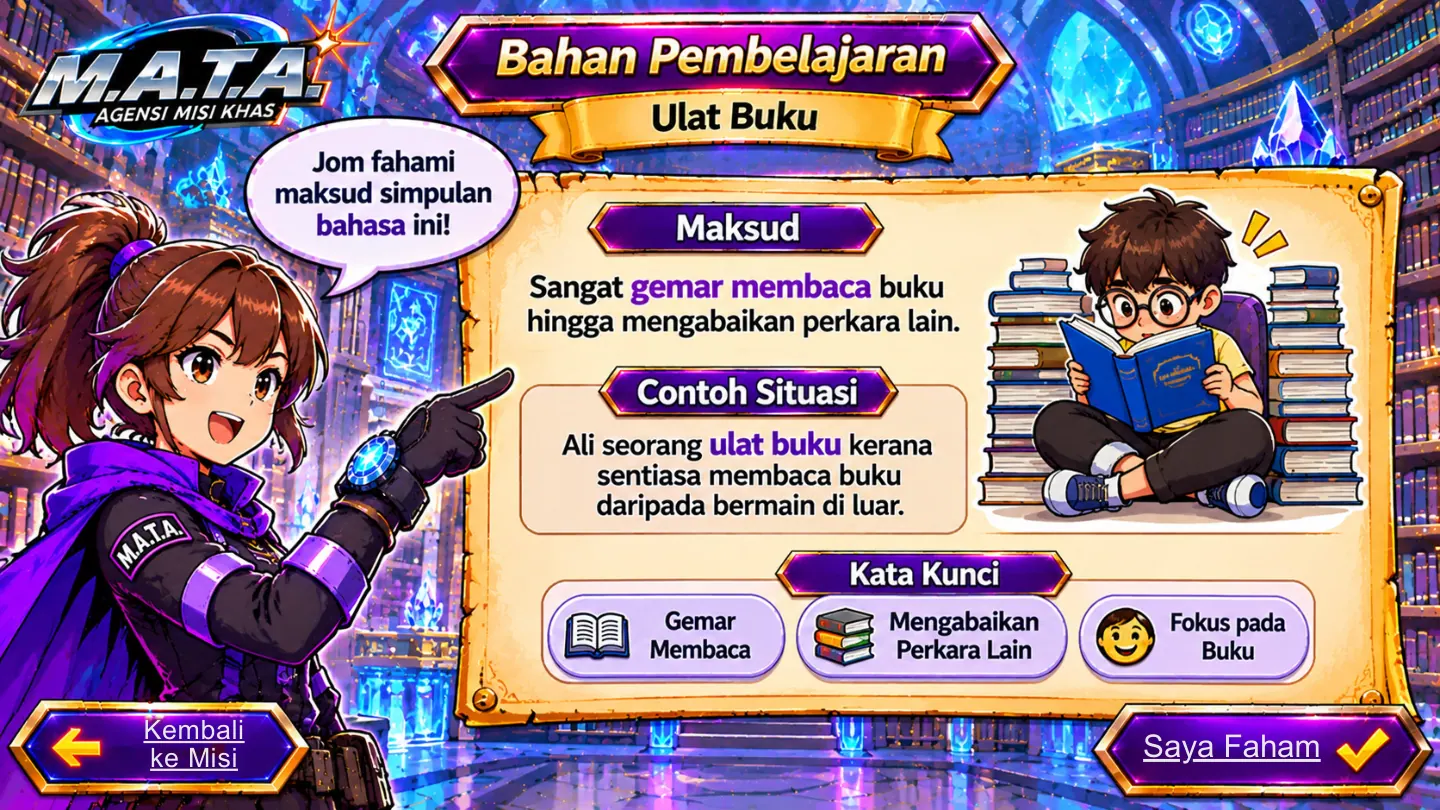 M.A.T.A.
AGENSI MISI KHAS
Bahan Pembelajaran
Ulat Buku
Jom fahami
maksud simpulan
bahasa ini!
Maksud
Sangat gemar membaca buku
hingga mengabaikan perkara lain.
Contoh Situasi
Ali seorang ulat buku kerana
sentiasa membaca buku
daripada bermain di luar.
M.A.T.A.
Kata Kunci
Gemar
Membaca
Mengabaikan
Perkara Lain
Fokus pada
Buku
Kembali
ke Misi
Saya Faham